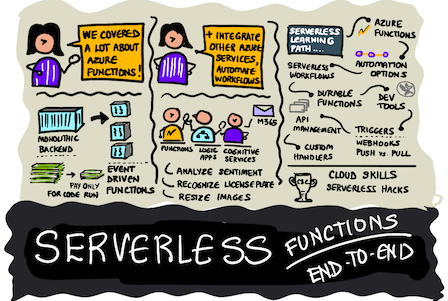 WE COVERED
A LOT ABOUT
AZURE
FUNCTIONS!
MONOLITHIC
BACKEND
PAY ONLY
FOR CODE RUN
EVENT
DRIVEN
FUNCTIONS
+ INTEGRATE
OTHER AZURE
SERVICES,
AUTOMATE
WORKFLOWS
M365
FUNCTIONS
LOGIC
APPS
COGNITIVE
SERVICES
ANALYZE SENTIMENT
RECOGNIZE LICENSE PLATE
RESIZE IMAGES
SERVERLESS
LEARNING
PATH....
AZURE
FUNCTIONS
SERVERLESS
WORKFLOWS
AUTOMATION
OPTIONS
DURABLE
FUNCTIONS
DEV
TOOLS
API
MANAGEMENT
TRIGGERS
WEBHOOKS
PUSH VS. PULL
CUSTOM
HANDLERS
CLOUD SKILLS
SERVERLESS HACKS
SERVERLESS FUNCTIONS
END-TO-END